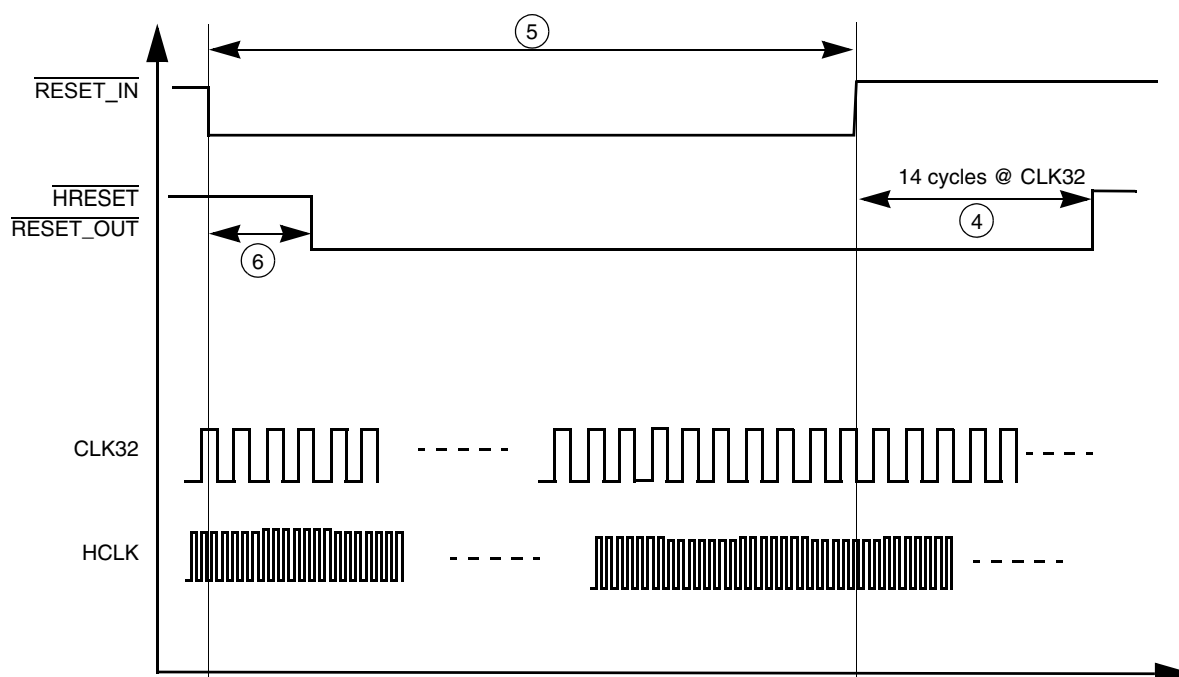 5
RESET_IN
14 cycles @ CLK32
HRESET
4
RESET_OUT
6
CLK32
HCLK